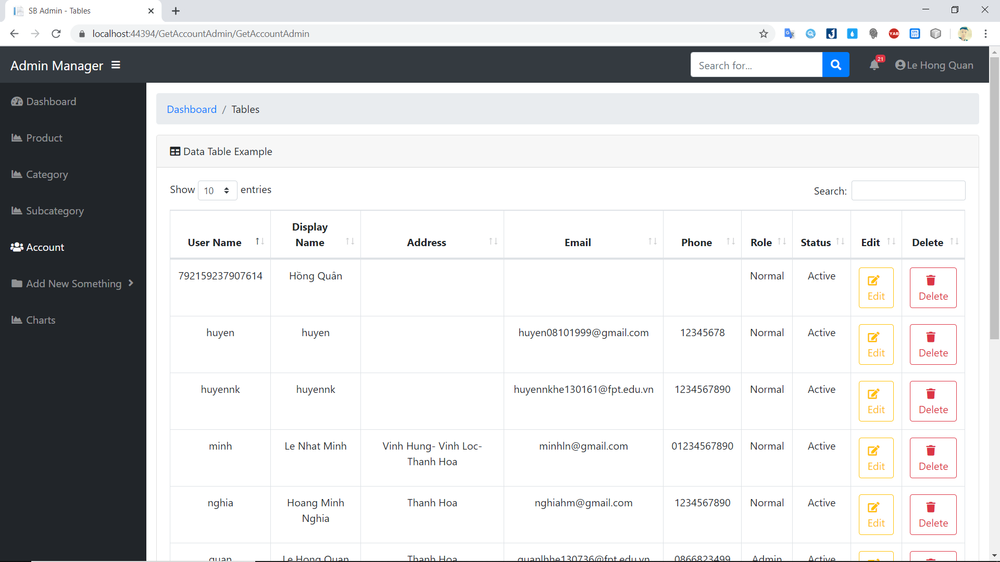 SB Admin - Tables
localhost:44394/GetAccountAdmin/GetAccountAdmin
YAB
GPA
FPT
Admin Manager
Search for...
21
Le Hong Quan
Dashboard
Product
Category
Subcategory
Account
Add New Something
Charts
Dashboard / Tables
Data Table Example
Show 10 entries
Search:
User Name Display Name Address Email Phone Role Status Edit Delete
792159237907614 Hồng Quân Normal Active Edit Delete
huyen huyen huyen08101999@gmail.com 12345678 Normal Active Edit Delete
huyennk huyennk huyennkhe130161@fpt.edu.vn 1234567890 Normal Active Edit Delete
minh Le Nhat Minh Vinh Hung- Vinh Loc- minhln@gmail.com 01234567890 Normal Active Edit Delete
Thanh Hoa
nghia Hoang Minh Thanh Hoa nghiahm@gmail.com 1234567890 Normal Active Edit Delete
Nghia
quan Le Hong Quan Thanh Hoa quanlhhe130736@fpt.edu.vn 0866823499 Admin Active